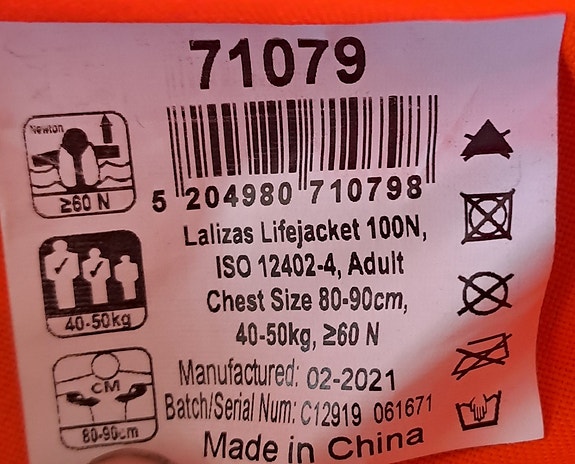 71079
Newton
≥60 N
5 204980 710798
Lalizas Lifejacket 100N,
ISO 12402-4, Adult
Chest Size 80-90cm,
40-50kg, ≥60 N
40-50kg
Manufactured: 02-2021
Batch/Serial Num: C12919 061671
Made in China
CM
80-90cm